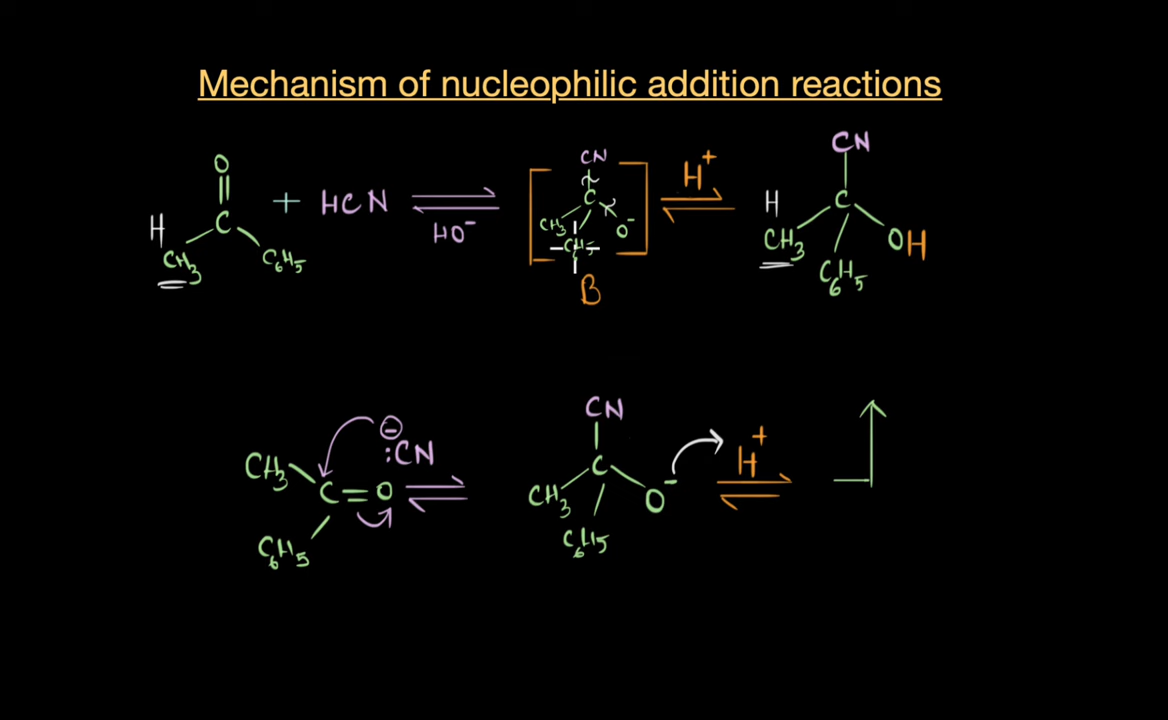 Mechanism of nucleophilic addition reactions
O
CN
CN
H C + HCN HO⁻ C H⁺ H C
CH₃ C₆H₅ CH₃ O⁻ CH₃ OH
C₆H₅
B
CN
⊖
:CN
CH₃ C=O C H⁺
CH₃ O⁻
C₆H₅ C₆H₅